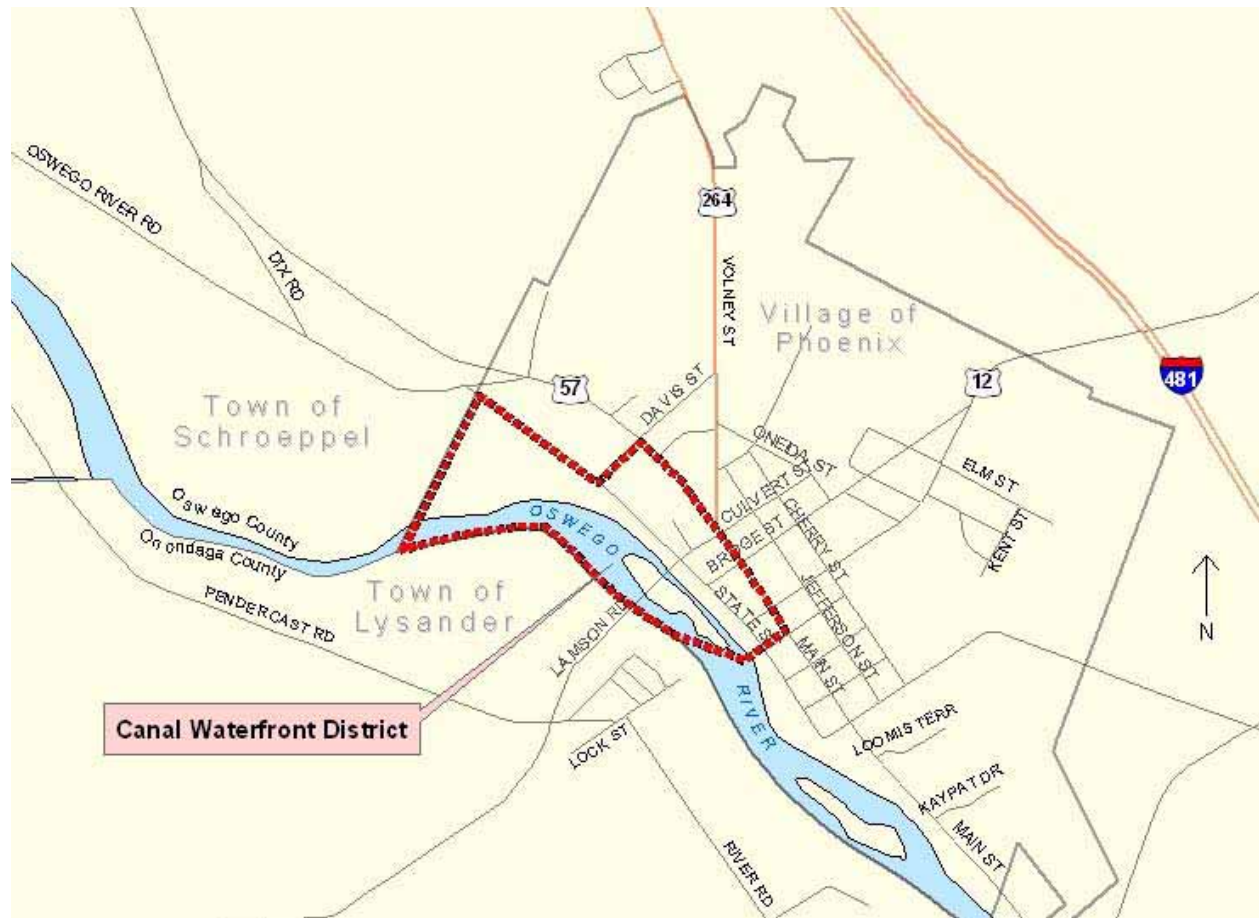 OSWEGO RIVER RD
DIX RD
264
VOLNEY ST
Village of
Phoenix
481
12
57
DAVIS ST
Town of
Schroeppel
ONEIDA ST
ELM ST
CULVERT ST
CHERRY ST
KENT ST
BRIDGE ST
OSWEGO
Oswego County
Onondaga County
Town of
Lysander
PENDERCAST RD
LAMSON RD
STATE ST
JEFFERSON ST
MAIN ST
N
RIVER
Canal Waterfront District
LOCK ST
LOOMIS TERR
KAYPAT DR
MAIN ST
RIVER RD